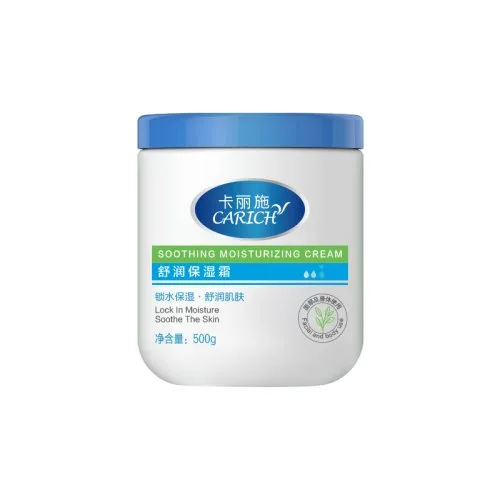 卡丽施
CARICH
SOOTHING MOISTURIZING CREAM
舒润保湿霜
锁水保湿·舒润肌肤
Lock In Moisture
Soothe The Skin
净含量: 500g
Facial and body use